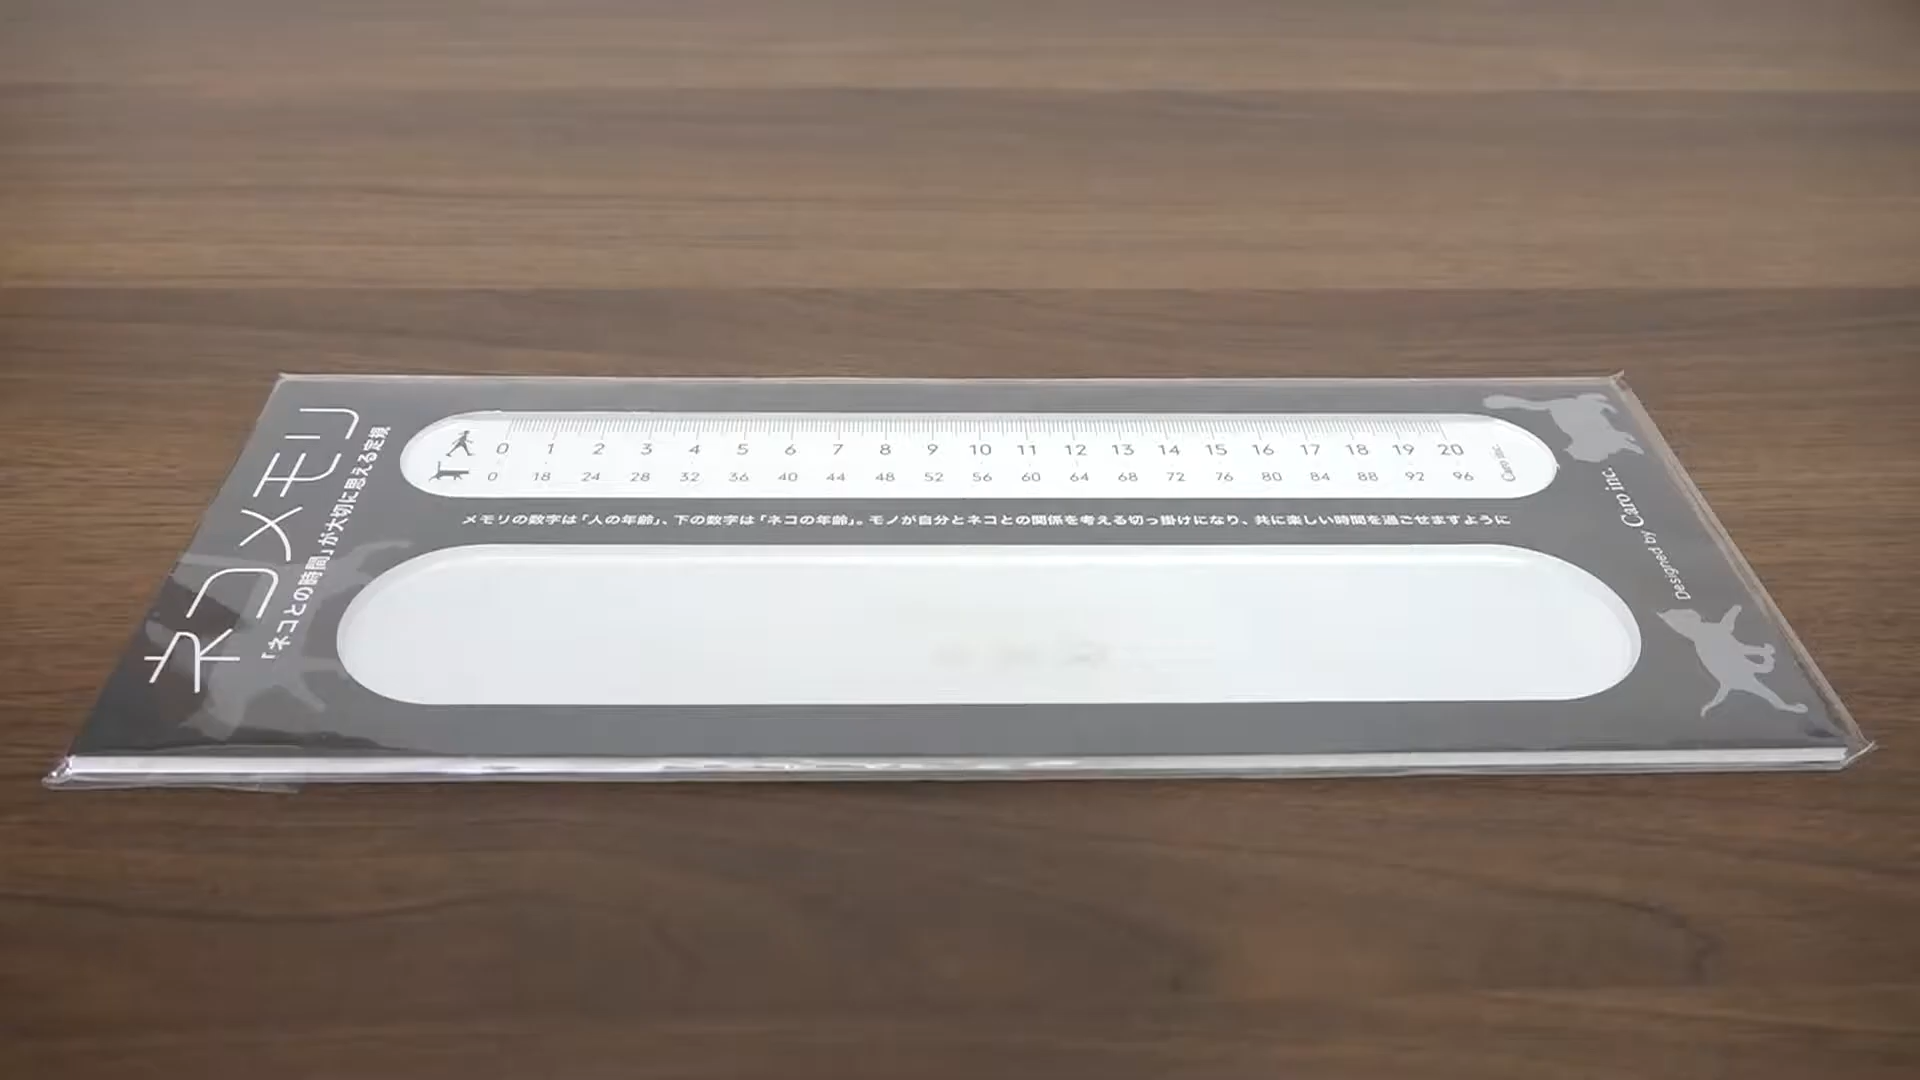 ネコメモリ
「ネコとの時間」が大切に思える定規
0 1 2 3 4 5 6 7 8 9 10 11 12 13 14 15 16 17 18 19 20
0 18 24 28 32 36 40 44 48 52 56 60 64 68 72 76 80 84 88 92 96
Caro inc.
メモリの数字は「人の年齢」、下の数字は「ネコの年齢」。モノが自分とネコとの関係を考える切っ掛けになり、共に楽しい時間を過ごせますように
Designed by Caro inc.